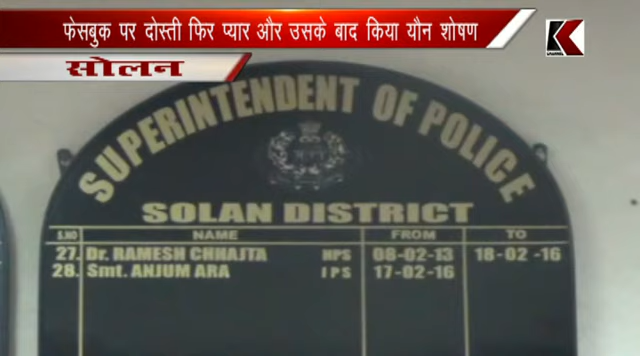 फेसबुक पर दोस्ती फिर प्यार और उसके बाद किया यौन शोषण
K
सोलन
SUPERINTENDENT OF POLICE
SOLAN DISTRICT
S.NO NAME FROM TO
27. Dr. RAMESH CHHAJTA HPS 08-02-13 18-02-16
28. Smt. ANJUM ARA IPS 17-02-16